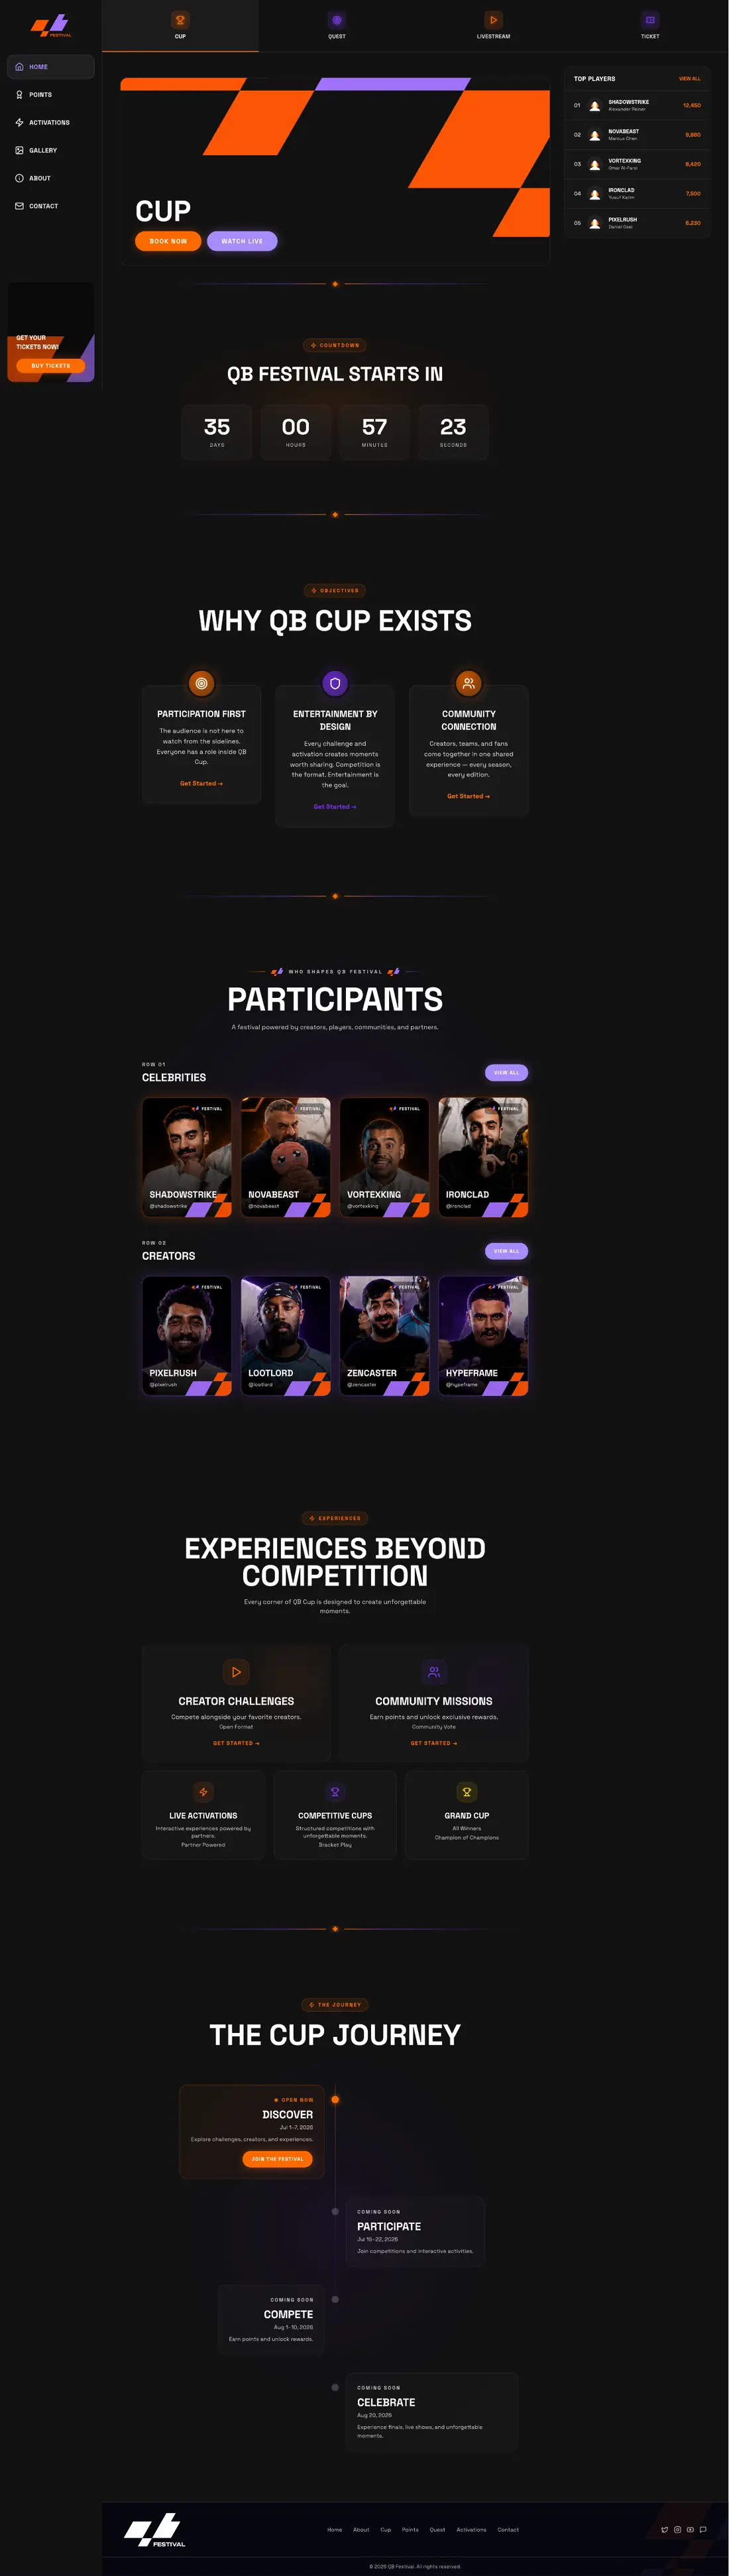 FESTIVAL
HOME
POINTS
ACTIVATIONS
GALLERY
ABOUT
CONTACT
GET YOUR
TICKETS NOW!
BUY TICKETS
CUP
QUEST
LIVESTREAM
TICKET
CUP
BOOK NOW
WATCH LIVE
TOP PLAYERS
VIEW ALL
01
SHADOWSTRIKE
12,450
02
NOVABEAST
Marcus Chen
9,880
03
VORTEXKING
Omar Al-Farsi
8,420
04
IRONCLAD
Yusuf Karim
7,500
05
PIXELRUSH
Daniel Osei
6,230
COUNTDOWN
QB FESTIVAL STARTS IN
35
00
57
23
DAYS
HOURS
MINUTES
SECONDS
OBJECTIVES
WHY QB CUP EXISTS
PARTICIPATION FIRST
The audience is not here to
watch from the sidelines.
Everyone has a role inside QB
Cup.
Get Started →
ENTERTAINMENT BY
DESIGN
Every challenge and
activation creates moments
worth sharing. Competition is
the format, Entertainment is
the goal.
Get Started →
COMMUNITY
CONNECTION
Creators, teams, and fans
come together in one shared
experience — every season,
every edition.
Get Started →
WHO SHAPES QB FESTIVAL
PARTICIPANTS
A festival powered by creators, players, communities, and partners.
ROW 01
CELEBRITIES
VIEW ALL
FESTIVAL
SHADOWSTRIKE
@shadowstrike
FESTIVAL
NOVABEAST
@novabeast
FESTIVAL
VORTEXKING
@vortexking
FESTIVAL
IRONCLAD
@ironclad
ROW 02
CREATORS
VIEW ALL
FESTIVAL
PIXELRUSH
@pixelrush
FESTIVAL
LOOTLORD
@lootlord
FESTIVAL
ZENCASTER
@zencaster
FESTIVAL
HYPEFRAME
@hypeframe
EXPERIENCES
EXPERIENCES BEYOND
COMPETITION
Every corner of QB Cup is designed to create unforgettable
moments.
CREATOR CHALLENGES
Compete alongside your favorite creators.
Open Format
GET STARTED →
COMMUNITY MISSIONS
Earn points and unlock exclusive rewards.
Community Vote
GET STARTED →
LIVE ACTIVATIONS
Interactive experiences powered by
partners.
Partner Powered
COMPETITIVE CUPS
Structured competitions with
unforgettable moments.
Bracket Play
GRAND CUP
All Winners
Champion of Champions
THE JOURNEY
THE CUP JOURNEY
OPEN NOW
DISCOVER
Jul 1–7, 2026
Explore challenges, creators, and experiences.
JOIN THE FESTIVAL
COMING SOON
PARTICIPATE
Jul 15–22, 2026
Join competitions and interactive activities.
COMING SOON
COMPETE
Aug 1–10, 2026
Earn points and unlock rewards.
COMING SOON
CELEBRATE
Aug 20, 2026
Experience finals, live shows, and unforgettable
moments.
FESTIVAL
Home
About
Cup
Points
Quest
Activations
Contact
© 2026 QB Festival. All rights reserved.